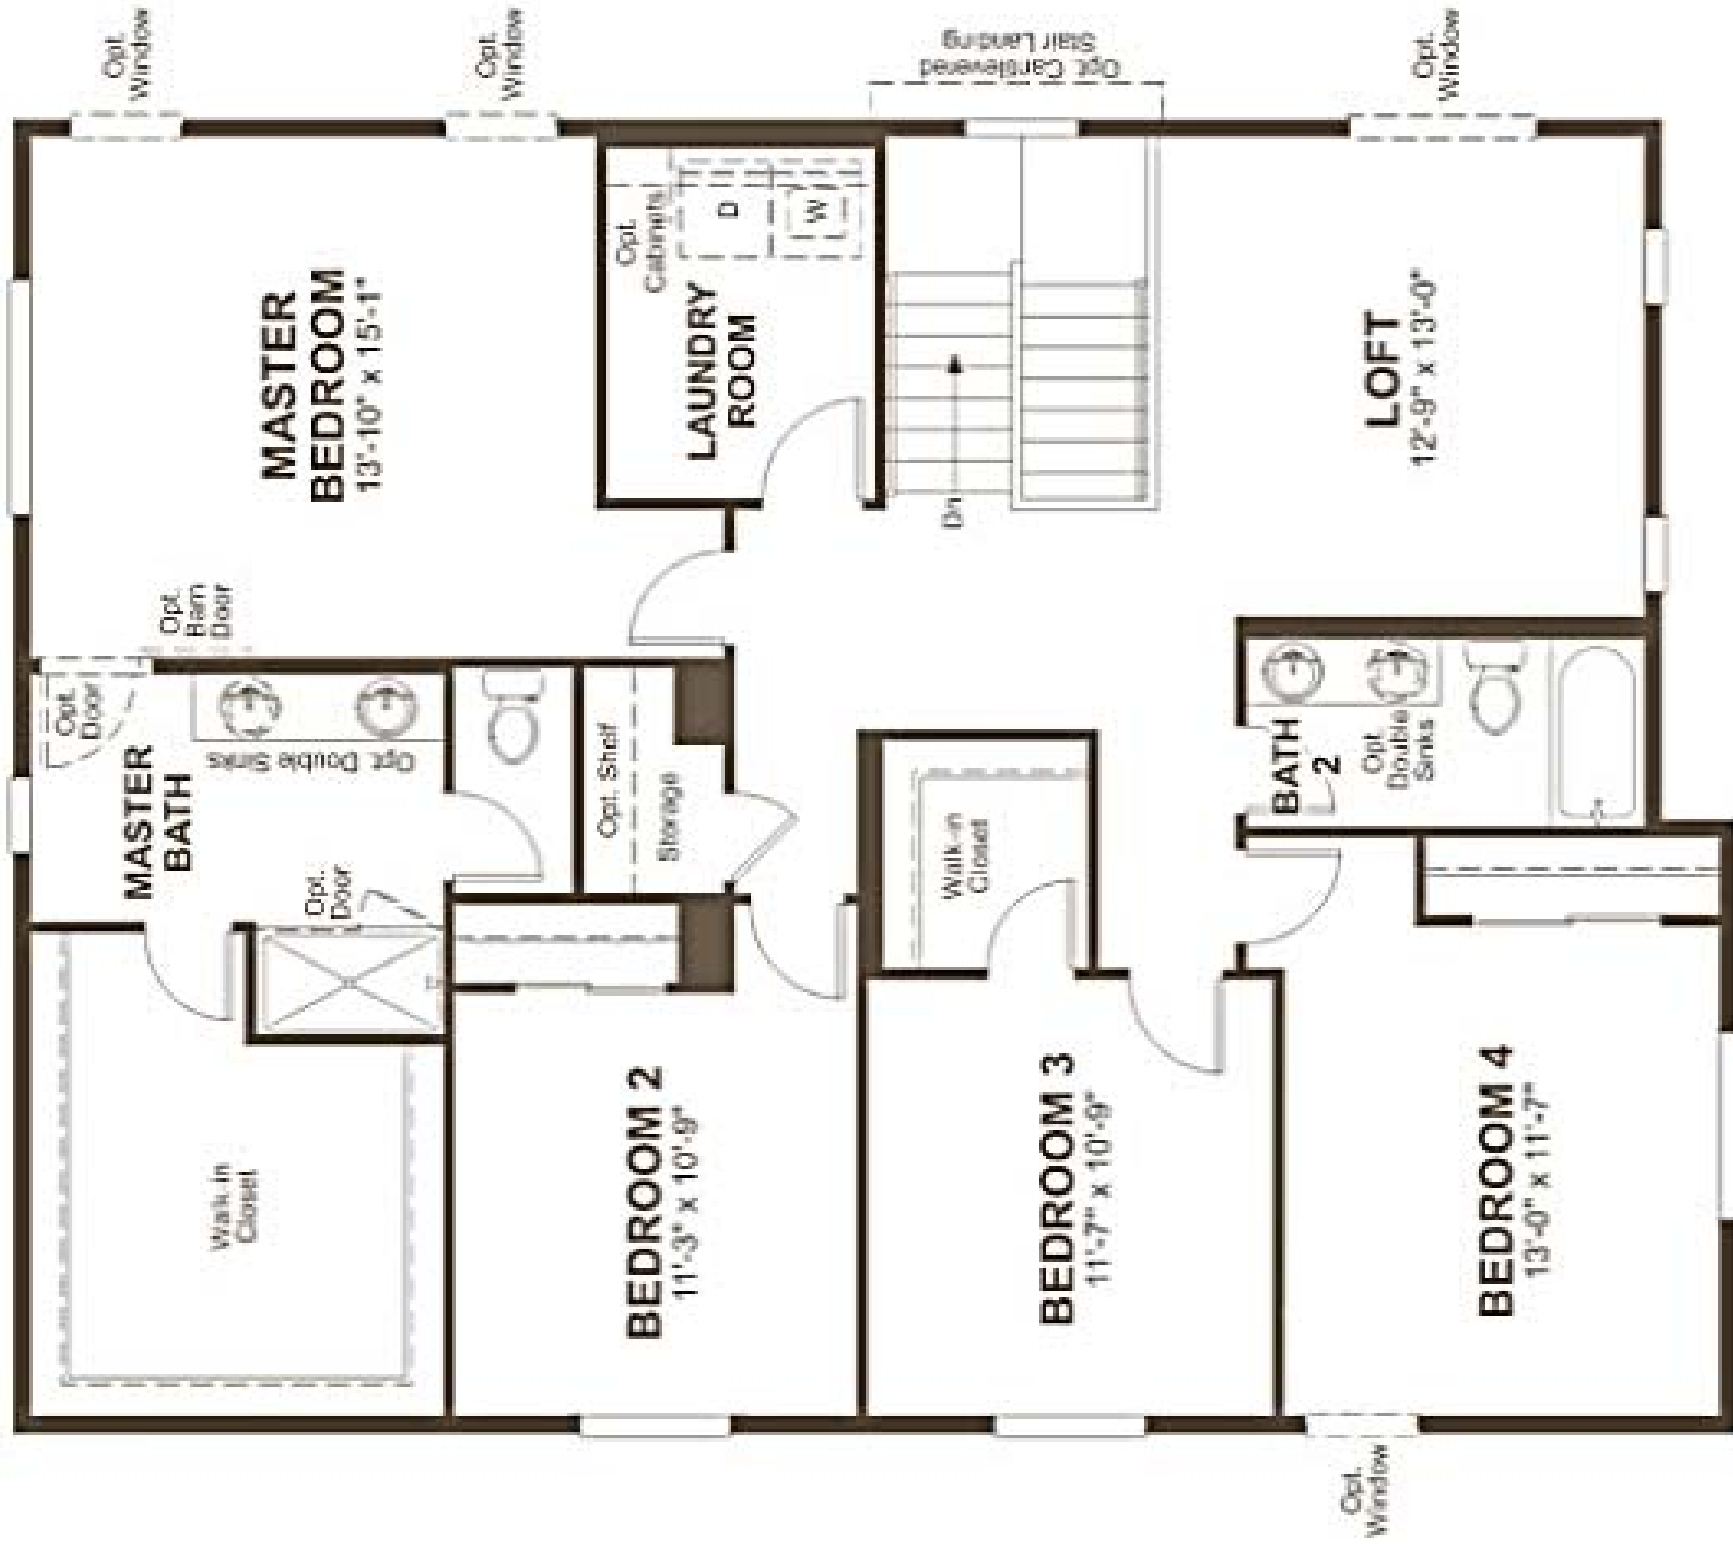 Opt.
Window
Opt.
Window
Opt. Cantilevered
Stair Landing
Opt.
Window
MASTER
BEDROOM
13'-10" x 15'-1"
Opt.
Cabinets
D
W
LAUNDRY
ROOM
Dn
LOFT
12'-9" x 13'-0"
Opt.
Barn
Door
Opt.
Door
MASTER
BATH
Opt. Double Sinks
Opt.
Door
Opt. Shelf
Storage
Walk-in
Closet
BATH
2
Opt.
Double
Sinks
Walk-in
Closet
BEDROOM 2
11'-3" x 10'-9"
BEDROOM 3
11'-7" x 10'-9"
BEDROOM 4
13'-0" x 11'-7"
Opt.
Window